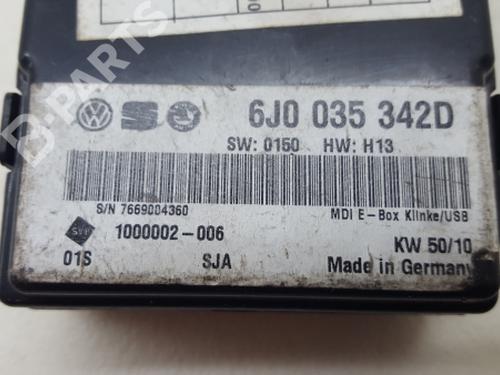 6J0 035 342D
SW: 0150 HW: H13
S/N 7669004360
MDI E-Box Klinke/USB
1000002-006
KW 50/10
01S
SJA
Made in Germany